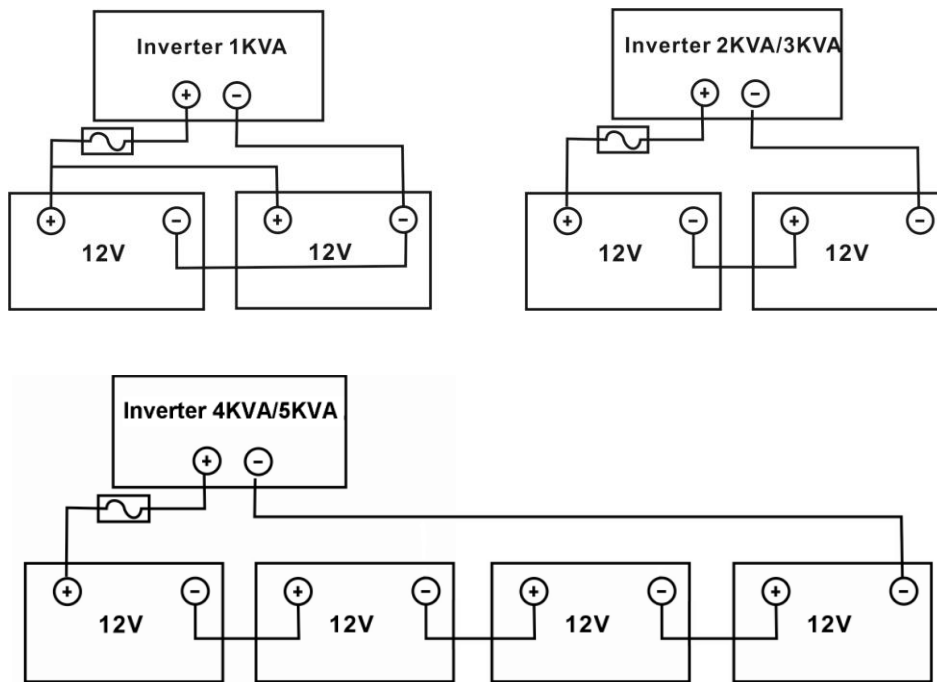 Inverter 1KVA
+ −
+ − + −
12V 12V
Inverter 2KVA/3KVA
+ −
+ − + −
12V 12V
Inverter 4KVA/5KVA
+ −
+ − + − + − + −
12V 12V 12V 12V